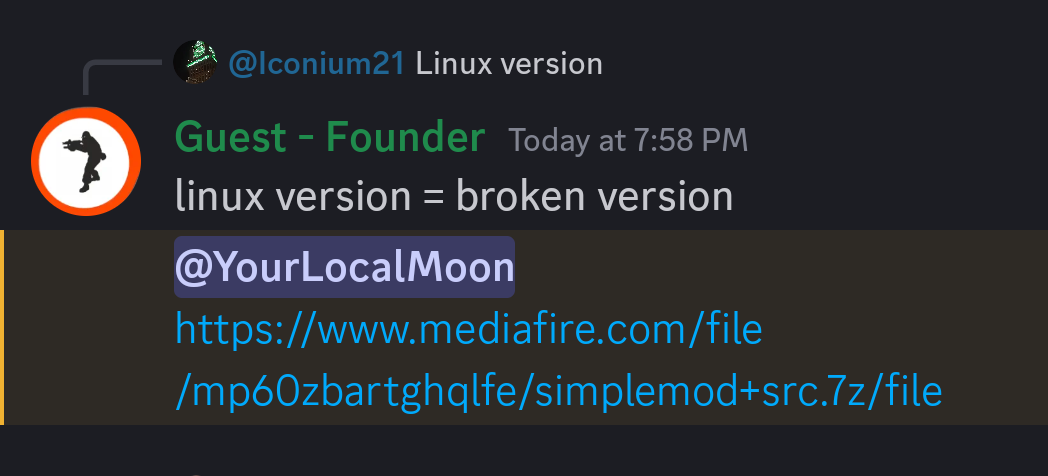 @Iconium21 Linux version
Guest - Founder Today at 7:58 PM
linux version = broken version
@YourLocalMoon
https://www.mediafire.com/file
/mp60zbartghqlfe/simplemod+src.7z/file